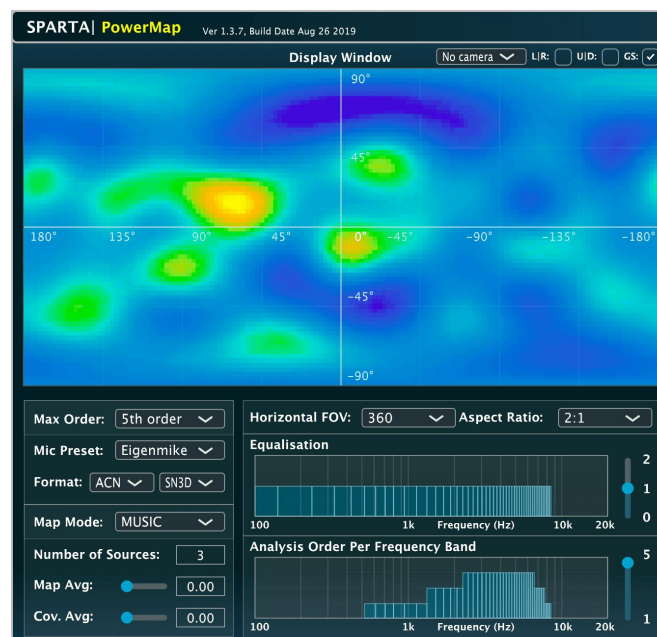 SPARTA| PowerMap Ver 1.3.7, Build Date Aug 26 2019
Display Window No camera L|R: U|D: GS:
90°
45°
180° 135° 90° 45° 0° -45° -90° -135° -180°
-45°
-90°
Max Order: 5th order
Mic Preset: Eigenmike
Format: ACN SN3D
Map Mode: MUSIC
Number of Sources: 3
Map Avg: 0.00
Cov. Avg: 0.00
Horizontal FOV: 360 Aspect Ratio: 2:1
Equalisation
2
1
0
100 1k Frequency (Hz) 10k 20k
Analysis Order Per Frequency Band
5
1
100 1k Frequency (Hz) 10k 20k